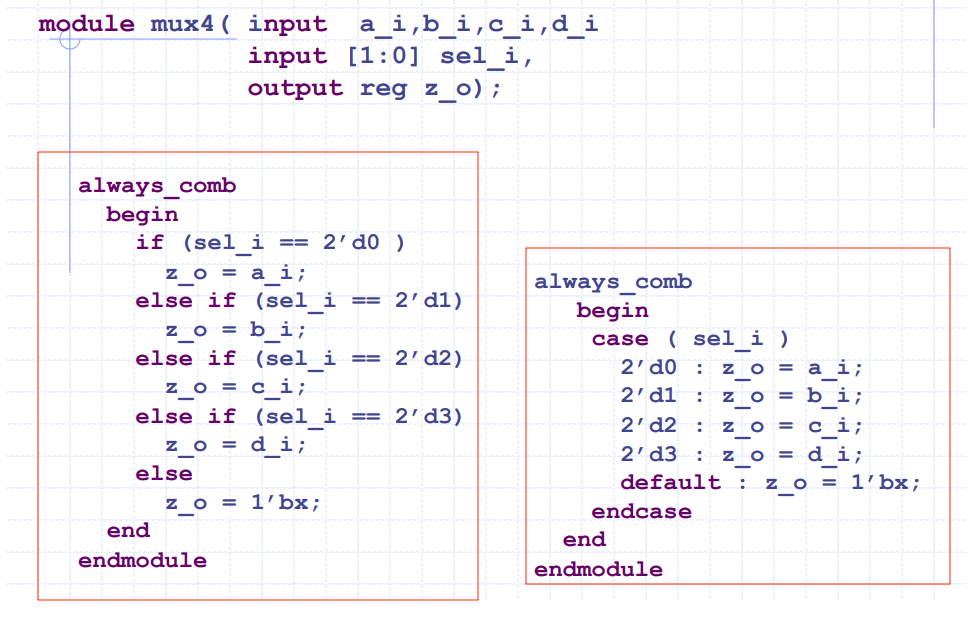 module mux4( input  a_i,b_i,c_i,d_i
input [1:0] sel_i,
output reg z_o);
always_comb
begin
if (sel_i == 2’d0 )
z_o = a_i;
else if (sel_i == 2’d1)
z_o = b_i;
else if (sel_i == 2’d2)
z_o = c_i;
else if (sel_i == 2’d3)
z_o = d_i;
else
z_o = 1’bx;
end
endmodule
always_comb
begin
case ( sel_i )
2’d0 : z_o = a_i;
2’d1 : z_o = b_i;
2’d2 : z_o = c_i;
2’d3 : z_o = d_i;
default : z_o = 1’bx;
endcase
end
endmodule